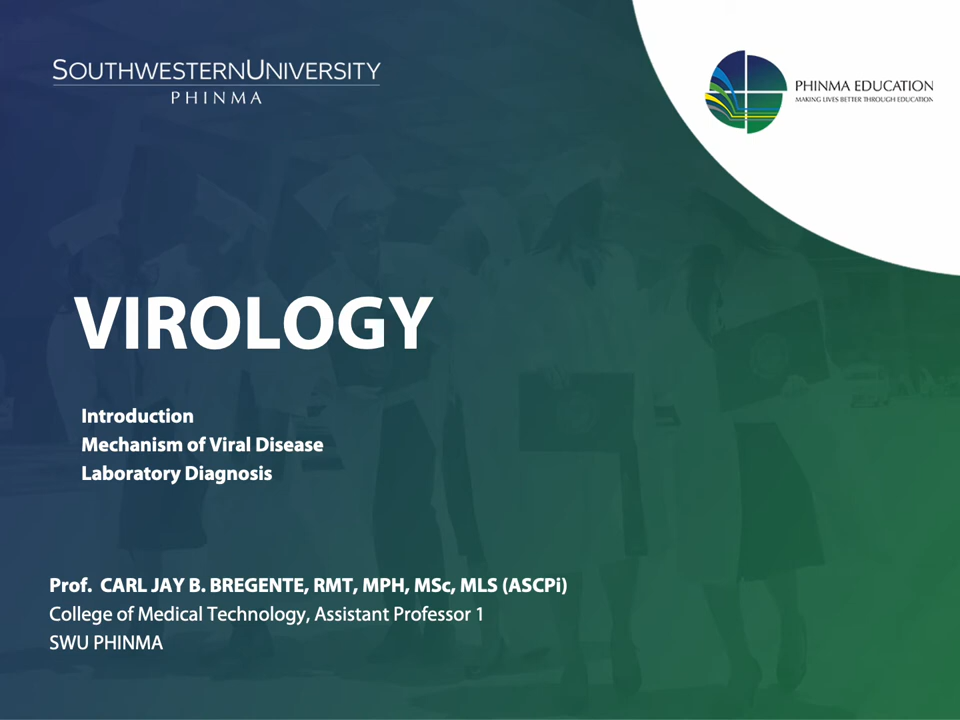 SOUTHWESTERNUNIVERSITY
PHINMA
PHINMA EDUCATION
MAKING LIVES BETTER THROUGH EDUCATION
VIROLOGY
Introduction
Mechanism of Viral Disease
Laboratory Diagnosis
Prof. CARL JAY B. BREGENTE, RMT, MPH, MSc, MLS (ASCPi)
College of Medical Technology, Assistant Professor 1
SWU PHINMA